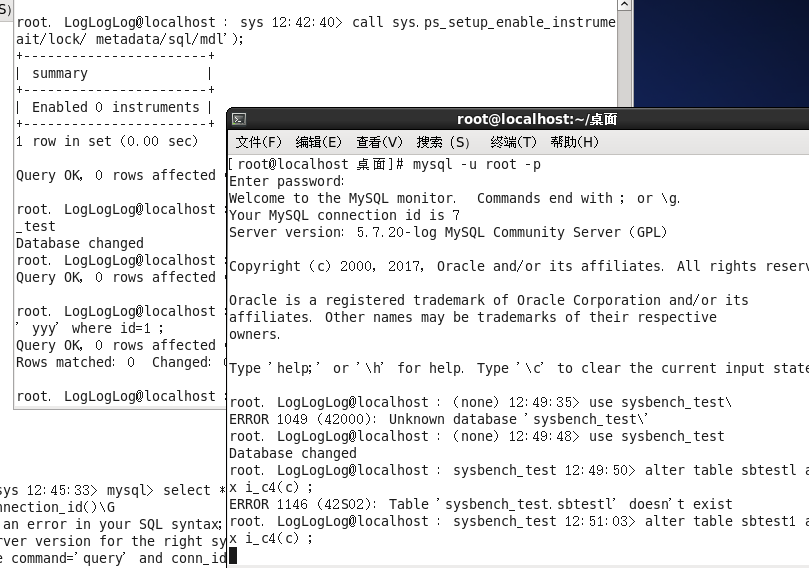 S)
root. LogLogLog@localhost : sys 12:42:40> call sys.ps_setup_enable_instrume
ait/lock/ metadata/sql/mdl');
+-----------------------+
| summary |
+-----------------------+
| Enabled 0 instruments |
+-----------------------+
1 row in set (0.00 sec)
Query OK, 0 rows affected
root. LogLogLog@localhost :
_test
Database changed
root. LogLogLog@localhost :
Query OK, 0 rows affected
root. LogLogLog@localhost :
' yyy' where id=1 ;
Query OK, 0 rows affected
Rows matched: 0 Changed:
root. LogLogLog@localhost :
sys 12:45:33> mysql> select *
nnection_id()\G
an error in your SQL syntax;
rver version for the right sy
e command='query' and conn_id
root@localhost:~/桌面
文件(F) 编辑(E) 查看(V) 搜索 (S) 终端(T) 帮助(H)
[root@localhost 桌面]# mysql -u root -p
Enter password:
Welcome to the MySQL monitor. Commands end with ; or \g.
Your MySQL connection id is 7
Server version: 5.7.20-log MySQL Community Server (GPL)
Copyright (c) 2000, 2017, Oracle and/or its affiliates. All rights reserv
Oracle is a registered trademark of Oracle Corporation and/or its
affiliates. Other names may be trademarks of their respective
owners.
Type 'help;' or '\h' for help. Type '\c' to clear the current input state
root. LogLogLog@localhost : (none) 12:49:35> use sysbench_test\
ERROR 1049 (42000): Unknown database 'sysbench_test\'
root. LogLogLog@localhost : (none) 12:49:48> use sysbench_test
Database changed
root. LogLogLog@localhost : sysbench_test 12:49:50> alter table sbtestl a
x i_c4(c) ;
ERROR 1146 (42S02): Table 'sysbench_test.sbtestl' doesn't exist
root. LogLogLog@localhost : sysbench_test 12:51:03> alter table sbtest1 a
x i_c4(c) ;